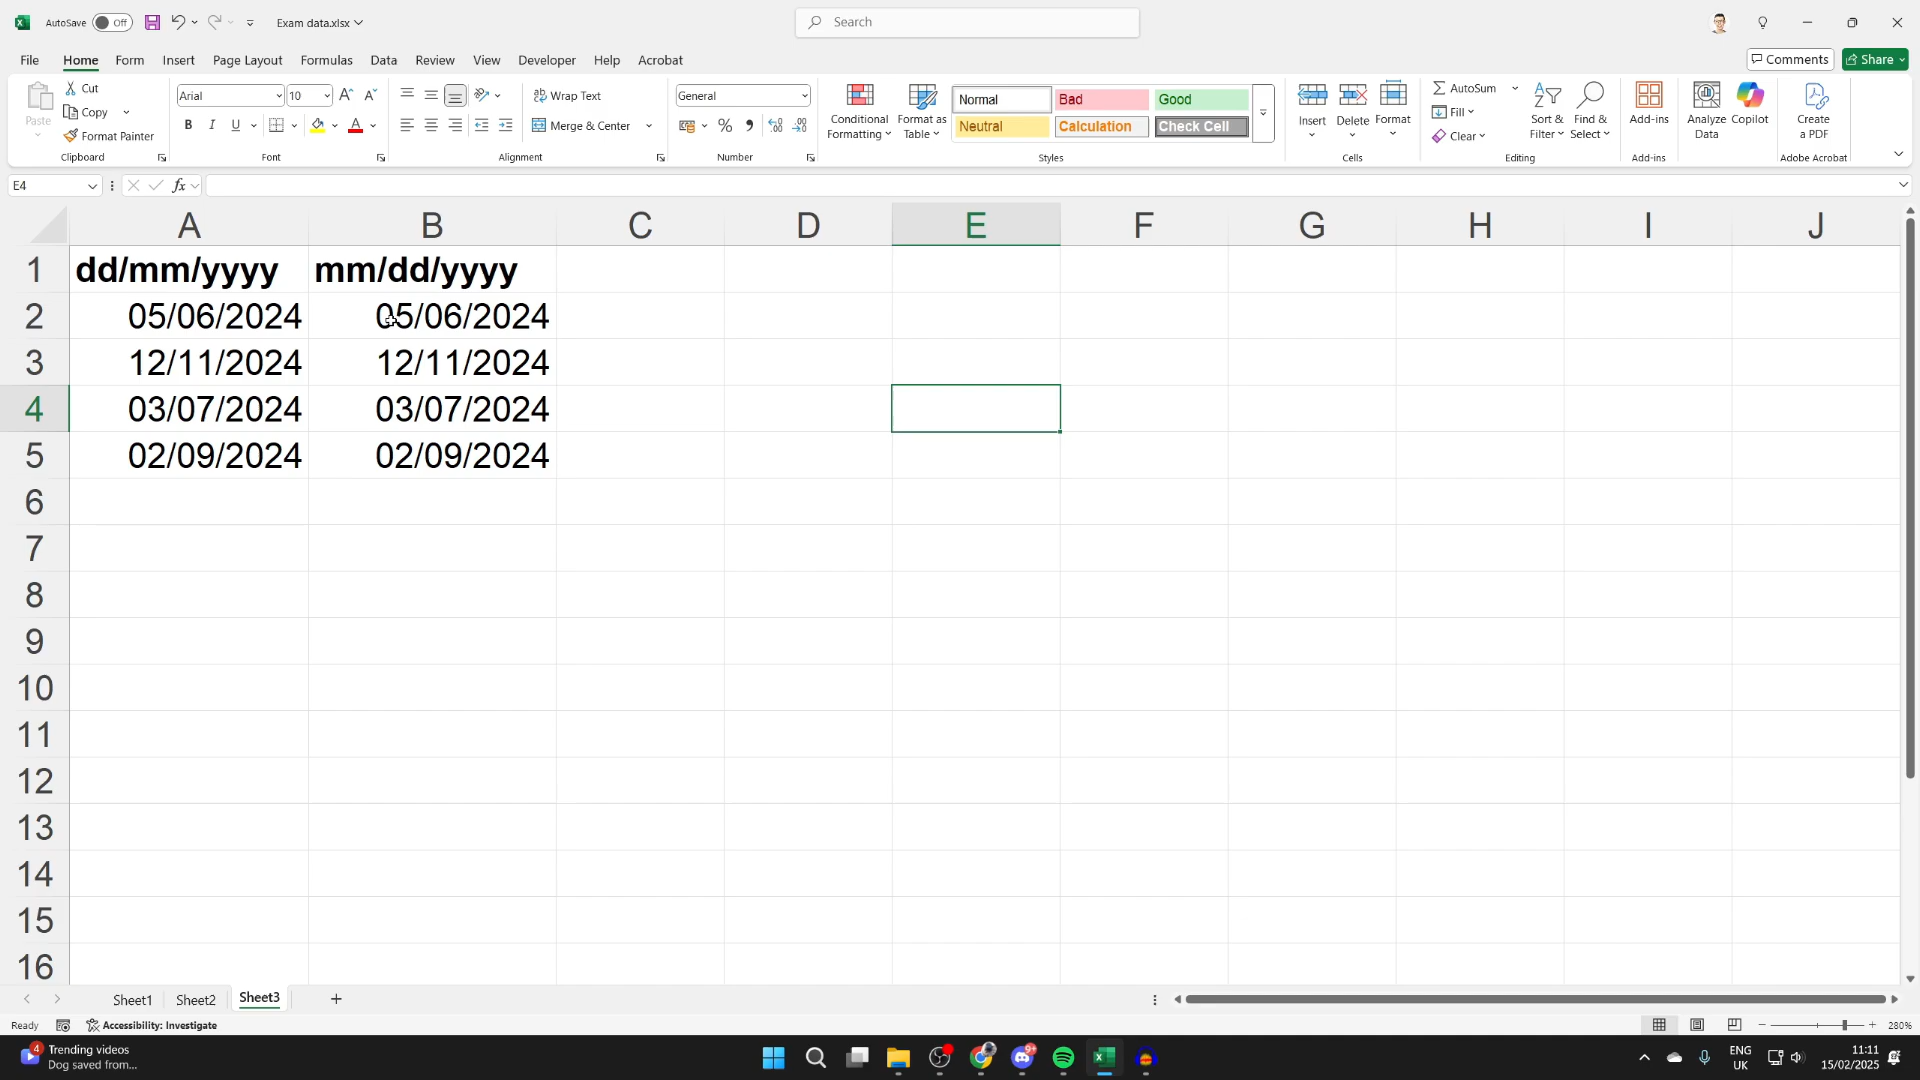 AutoSave Off Exam data.xlsx Search
File Home Form Insert Page Layout Formulas Data Review View Developer Help Acrobat Comments Share
Paste Cut Copy Format Painter Clipboard
Arial 10 B I U Font
Wrap Text Merge & Center Alignment
General % Number
Conditional Formatting Format as Table
Normal Bad Good
Neutral Calculation Check Cell
Styles
Insert Delete Format Cells
AutoSum Fill Clear Sort & Filter Find & Select Editing
Add-ins Add-ins
Analyze Data Copilot
Create a PDF Adobe Acrobat
E4 fx
A B C D E F G H I J
1 dd/mm/yyyy mm/dd/yyyy
2 05/06/2024 05/06/2024
3 12/11/2024 12/11/2024
4 03/07/2024 03/07/2024
5 02/09/2024 02/09/2024
6
7
8
9
10
11
12
13
14
15
16
Sheet1 Sheet2 Sheet3
Ready Accessibility: Investigate 280%
4 Trending videos 9+ ENG 11:11
Dog saved from... UK 15/02/2025